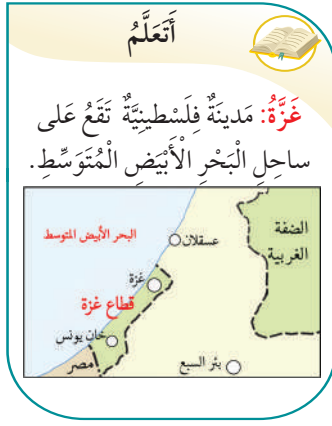 أَتَعَلَّمُ
غَزَّةُ: مَدينَةٌ فِلَسْطينِيَّةٌ تَقَعُ عَلى
ساحِلِ الْبَحْرِ الْأَبْيَضِ الْمُتَوَسِّطِ.
البحر الأبيض المتوسط
عسقلان
الضفة
الغربية
غزة
قطاع غزة
خان يونس
مصر
بئر السبع